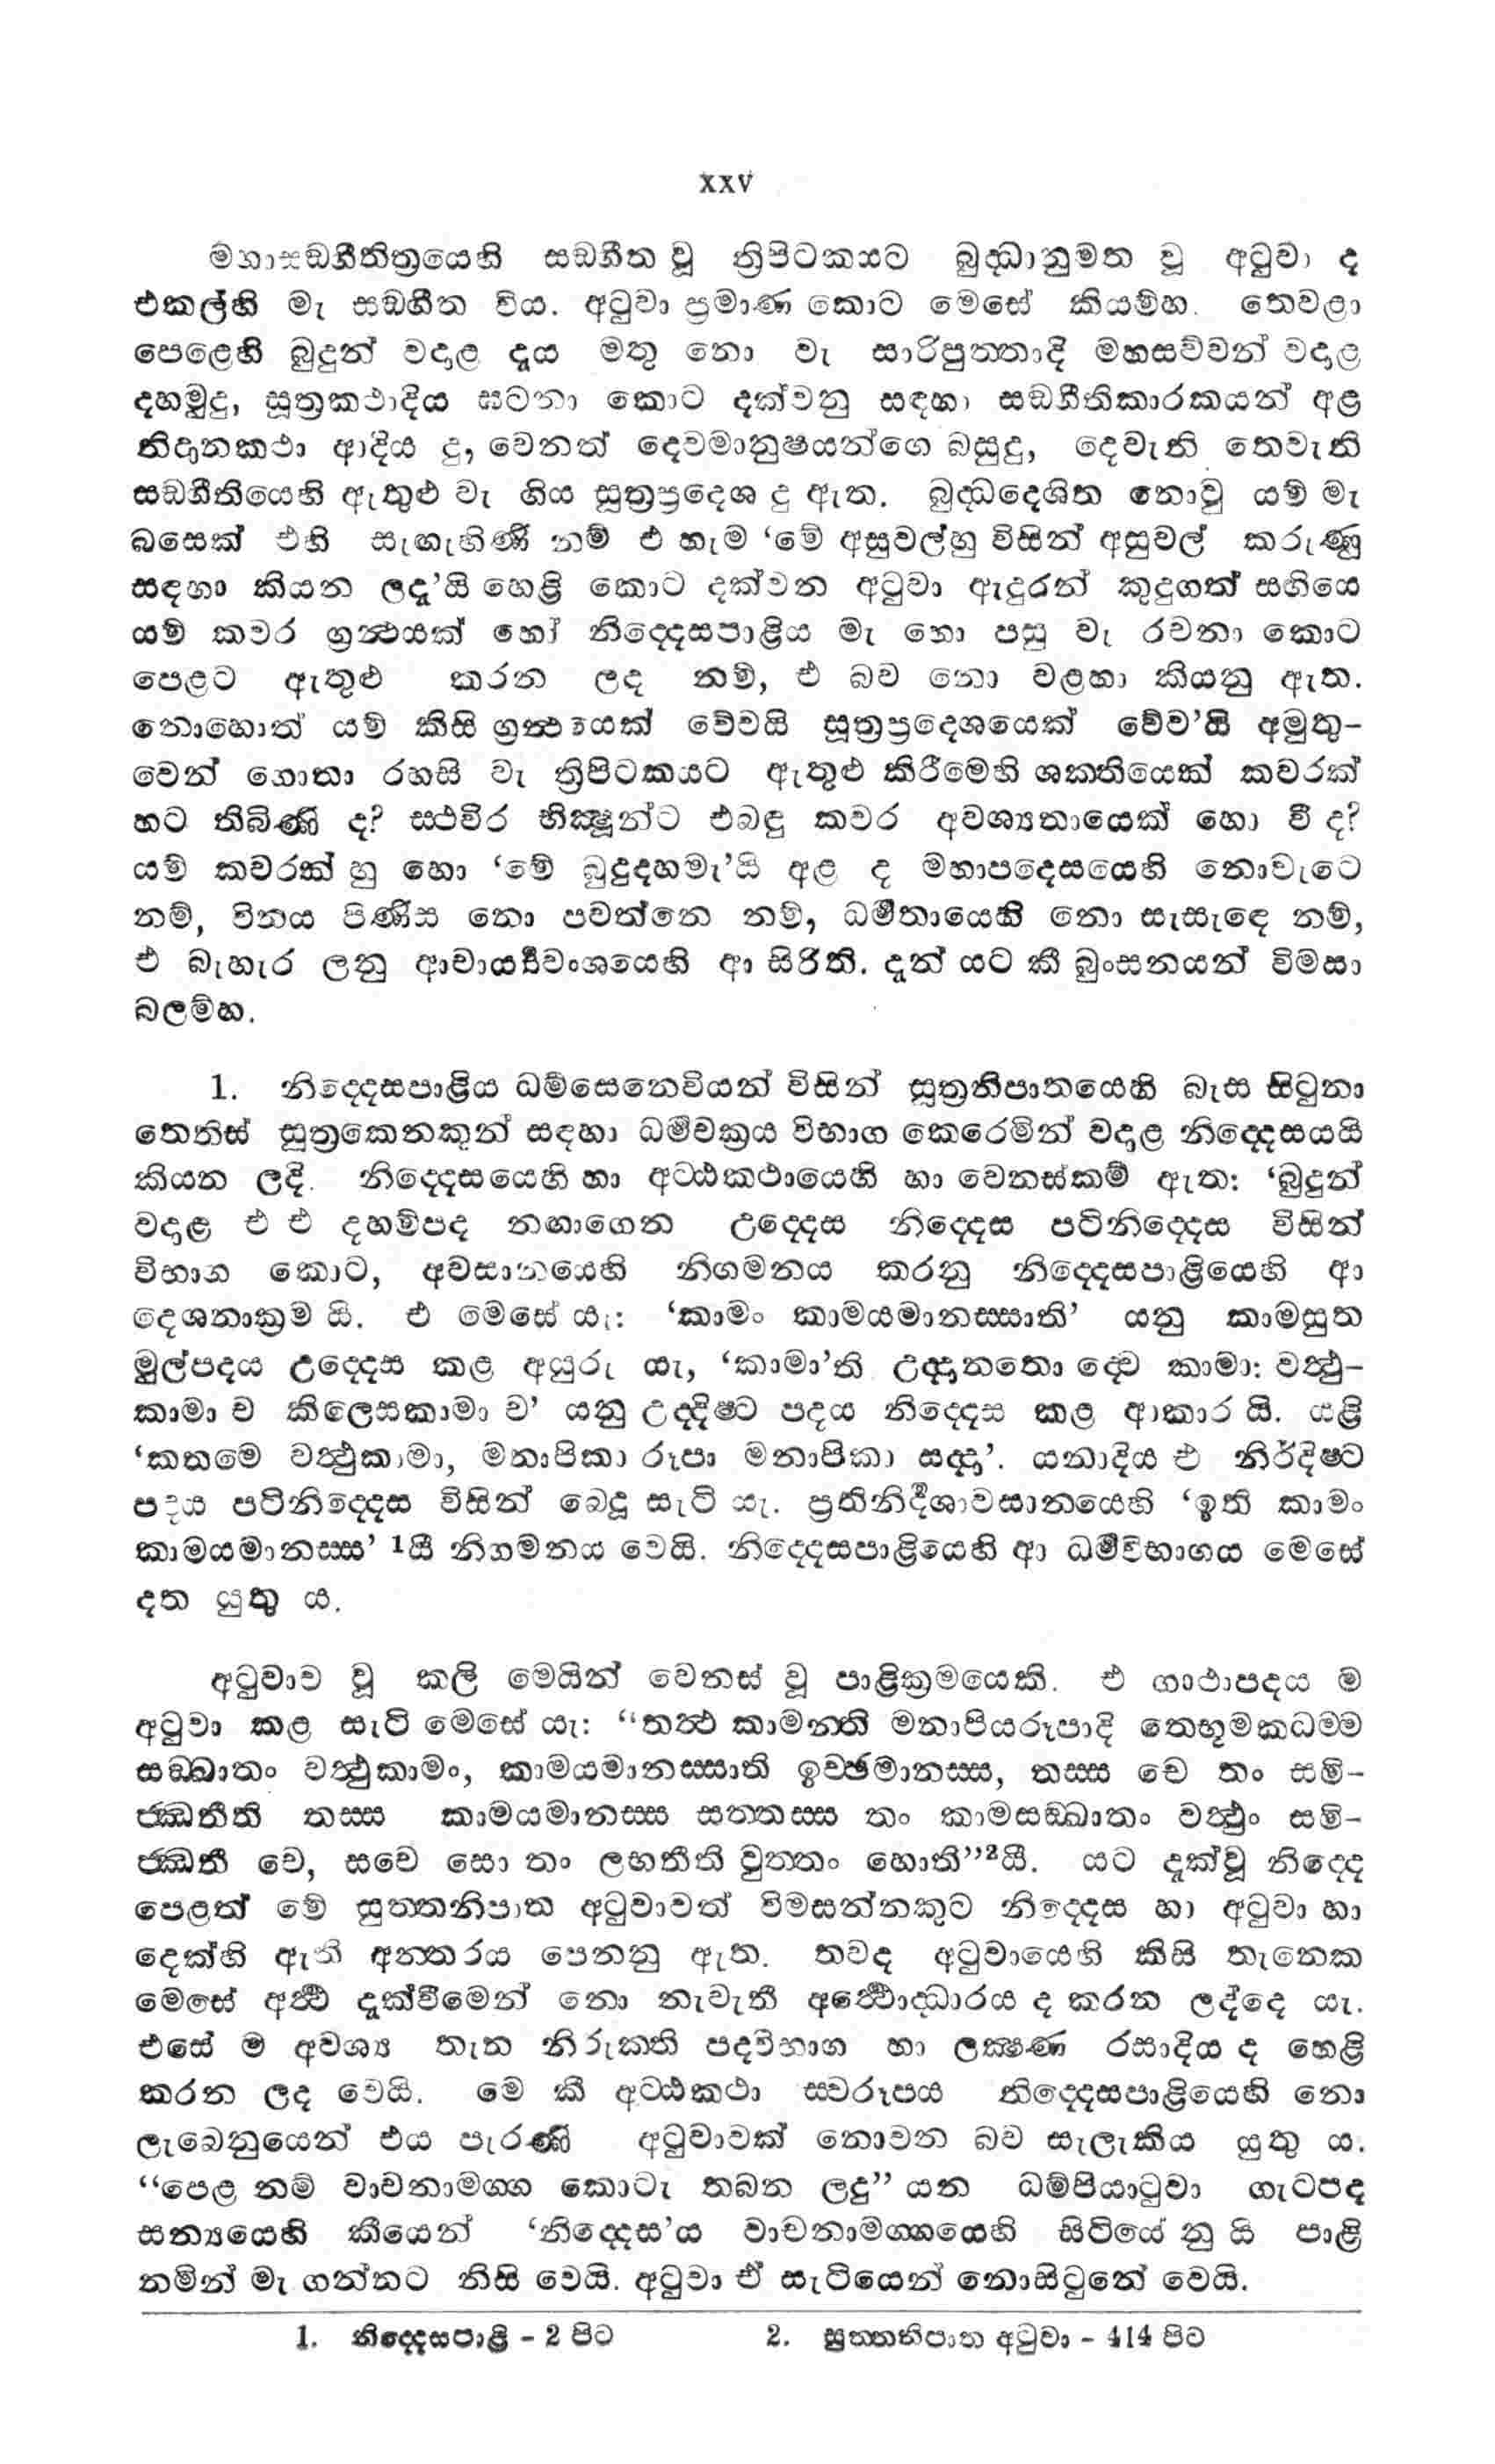 xxv
මහාසඞ්ගීතිත්‍රයෙහි සඞ්ගීත වූ ත්‍රිපිටකයට බුද්ධානුමත වූ අටුවා ද
එකල්හි මැ සඞ්ගීත විය. අටුවා ප්‍රමාණ කොට මෙසේ කියම්හ. තෙවළා
පෙළෙහි බුදුන් වදාළ දෑය මතු නො වැ සාරිපුත්තාදි මහසව්වන් වදාළ
දහමුදු, සූත්‍රකථාදිය ඝටනා කොට දක්වනු සඳහා සඞ්ගීතිකාරකයන් අළ
නිදානකථා ආදිය දු, වෙනත් දෙවමානුෂයන්ගෙ බසුදු, දෙවැනි තෙවැනි
සඞ්ගීතියෙහි ඇතුළු වැ ගිය සූත්‍රප්‍රදෙශ දු ඇත. බුද්ධදෙශිත නොවූ යම් මැ
බසෙක් එහි සැඟැහිණි නම් එ හැම ‘මේ අසුවල්හු විසින් අසුවල් කරුණු
සඳහා කියන ලදැ’යි හෙළි කොට දක්වන අටුවා ඇදුරන් කුදුගත් සඟියෙ
යම් කවර ග්‍රන්ථයක් හෝ නිද්දෙසපාළිය මැ හො පසු වැ රචනා කොට
පෙළට ඇතුළු කරන ලද නම්, එ බව නො වළහා කියනු ඇත.
නොහොත් යම් කිසි ග්‍රන්ථයෙක් වේවයි සූත්‍රප්‍රදෙශයෙක් වේව’යි අමුතු-
වෙන් ගොතා රහසි වැ ත්‍රිපිටකයට ඇතුළු කිරීමෙහි ශක්තියෙක් කවරක්
හට තිබිණි ද? ස්ථවිර භික්ෂූන්ට එබඳු කවර අවශ්‍යතායෙක් හො වී ද?
යම් කවරක් හු හො ‘මේ බුදුදහමැ’යි අළ ද මහාපදෙසයෙහි නොවැටෙ
නම්, විනය පිණිස නො පවත්නෙ නම්, ධර්මතායෙහි නො සැසැඳෙ නම්,
එ බැහැර ලනු ආචාර්‍ය්‍යවංශයෙහි ආ සිරිති. දැන් යට කී බුංසනයන් විමසා
බලම්හ.
1. නිද්දෙසපාළිය ධම්සෙනෙවියන් විසින් සූත්‍රනිපාතයෙහි බැස සිටුනා
තෙතිස් සූත්‍රකෙනකුන් සඳහා ධර්මචක්‍රය විභාග කෙරෙමින් වදාළ නිද්දෙසයයි
කියන ලදි. නිද්දෙසයෙහි හා අට්ඨකථායෙහි හා වෙනස්කම් ඇත: ‘බුදුන්
වදාළ එ එ දහම්පද නඟාගෙන උද්දෙස නිද්දෙස පටිනිද්දෙස විසින්
විභාග කොට, අවසානයෙහි නිගමනය කරනු නිද්දෙසපාළියෙහි ආ
දෙශනාක්‍රම යි. එ මෙසේ යැ: ‘කාමං කාමයමානස්සාති’ යනු කාමසුත
මුල්පදය උද්දෙස කළ අයුරු යැ, ‘කාමා’ති උද්දානතො ද්වෙ කාමා: වත්ථු-
කාමා ච කිලෙසකාමා ච’ යනු උද්දිෂ්ට පදය නිද්දෙස කළ ආකාර යි. යළි
‘කතමෙ වත්ථුකාමා, මනාපිකා රූපා මනාපිකා සද්දා’. යනාදිය එ නිර්දිෂ්ට
පදය පටිනිද්දෙස විසින් බෙදූ සැටි යැ. ප්‍රතිනිර්දෙශාවසානයෙහි ‘ඉති කාමං
කාමයමානස්ස’ 1යී නිගමනය වෙයි. නිද්දෙසපාළියෙහි ආ ධර්මවිභාගය මෙසේ
දත යුතු ය.
අටුවාව වූ කලි මෙයින් වෙනස් වූ පාළික්‍රමයෙකි. එ ගාථාපදය ම
අටුවා කළ සැටි මෙසේ යැ: “තත්ථ කාමන්ති මනාපියරූපාදි තෙභූමකධම්ම
සඞ්ඛාතං වත්ථුකාමං, කාමයමානස්සාති ඉච්ඡමානස්ස, තස්ස චෙ තං සමි-
ජ්ඣතීති තස්ස කාමයමානස්ස සත්තස්ස තං කාමසඞ්ඛාතං වත්ථුං සමි-
ජ්ඣතී චෙ, සචෙ සො තං ලභතීති වුත්තං හොති”2යී. යට දැක්වූ නිද්දෙ
පෙළත් මේ සුත්තනිපාත අටුවාවත් විමසන්නකුට නිද්දෙස හා අටුවා හා
දෙක්හි ඇති අන්තරය පෙනනු ඇත. තවද අටුවායෙහි කිසි තැනෙක
මෙසේ අර්ථ දැක්වීමෙන් නො නැවැතී අර්ත්ථොද්ධාරය ද කරන ලද්දෙ යැ.
එසේ ම අවශ්‍ය තැන නිරුක්ති පදවිභාග හා ලක්ෂණ රසාදිය ද හෙළි
කරන ලද වෙයි. මෙ කී අට්ඨකථා ස්වරූපය නිද්දෙසපාළියෙහි නො
ලැබෙනුයෙන් එය පැරණි අටුවාවක් නොවන බව සැලැකිය යුතු ය.
“පෙළ නම් වාචනාමග්ග කොටැ තබන ලදු” යන ධම්පියාටුවා ගැටපද
සන්‍යයෙහි කීයෙන් ‘නිද්දෙස’ය වාචනාමග්ගයෙහි සිටියේ නු යි පාළි
නමින් මැ ගන්නට නිසි වෙයි. අටුවා ඒ සැටියෙන් නොසිටුනේ වෙයි.
1. නිද්දෙසපාළි - 2 පිට 2. සුත්තනිපාත අටුවා - 414 පිට